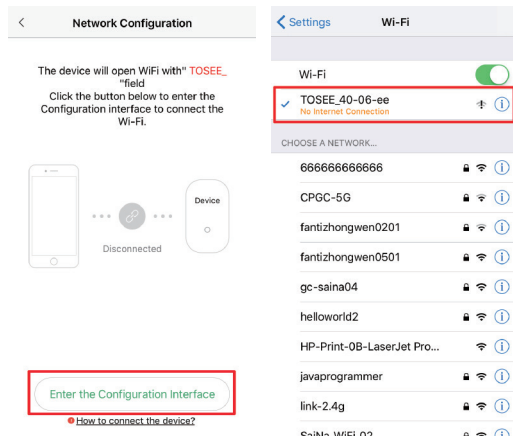 Network Configuration
The device will open WiFi with" TOSEE_
"field
Click the button below to enter the
Configuration interface to connect the
Wi-Fi.
Device
Disconnected
Enter the Configuration Interface
How to connect the device?
Settings
Wi-Fi
Wi-Fi
TOSEE_40-06-ee
No Internet Connection
CHOOSE A NETWORK...
666666666666
CPGC-5G
fantizhongwen0201
fantizhongwen0501
gc-saina04
helloworld2
HP-Print-0B-LaserJet Pro...
javaprogrammer
link-2.4g
SaiNa-WiFi-02